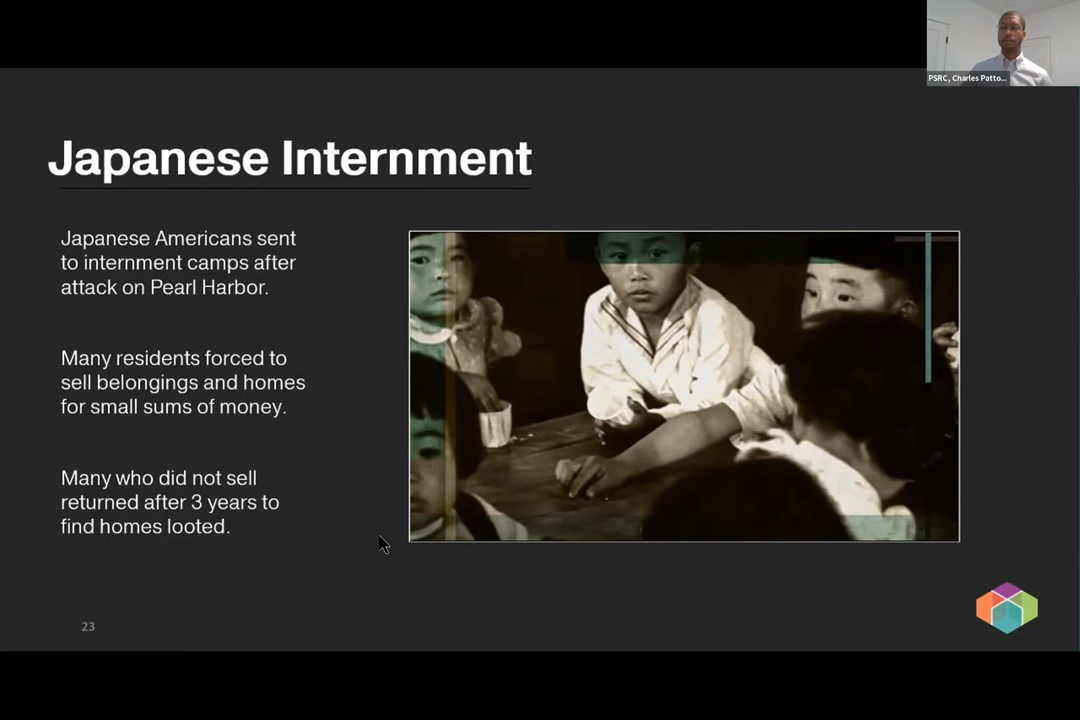 PSRC, Charles Patto...
Japanese Internment
Japanese Americans sent
to internment camps after
attack on Pearl Harbor.
Many residents forced to
sell belongings and homes
for small sums of money.
Many who did not sell
returned after 3 years to
find homes looted.
23